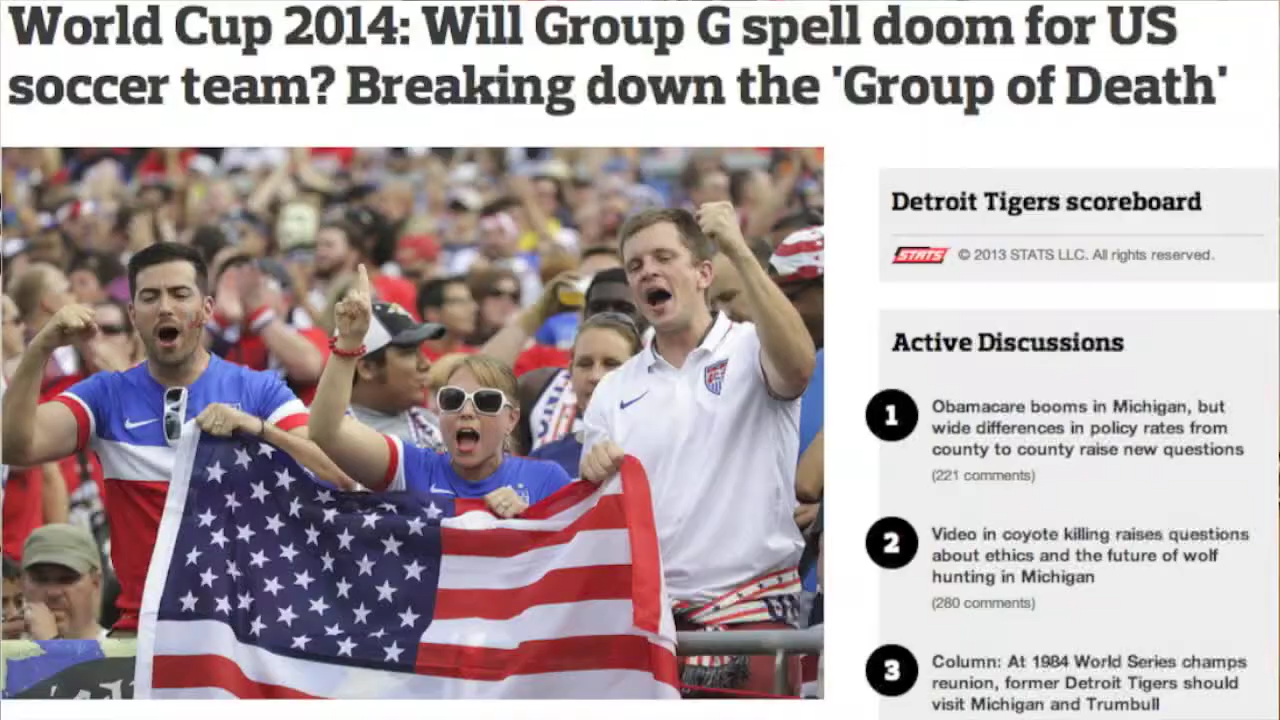 World Cup 2014: Will Group G spell doom for US
soccer team? Breaking down the 'Group of Death'
Detroit Tigers scoreboard
STATS © 2013 STATS LLC. All rights reserved.
Active Discussions
1
Obamacare booms in Michigan, but
wide differences in policy rates from
county to county raise new questions
(221 comments)
2
Video in coyote killing raises questions
about ethics and the future of wolf
hunting in Michigan
(280 comments)
3
Column: At 1984 World Series champs
reunion, former Detroit Tigers should
visit Michigan and Trumbull